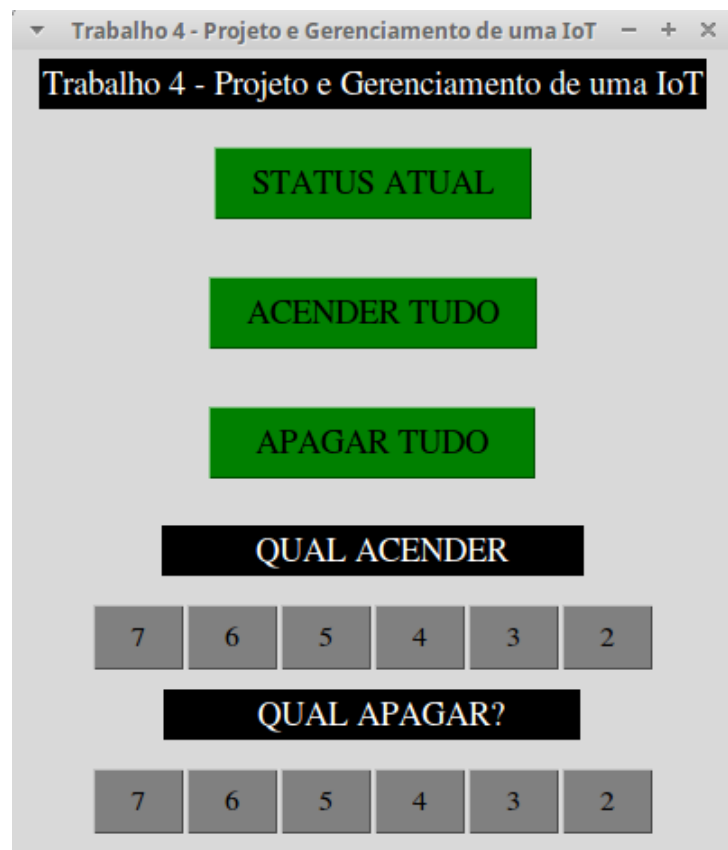 Trabalho 4 - Projeto e Gerenciamento de uma IoT
Trabalho 4 - Projeto e Gerenciamento de uma IoT
STATUS ATUAL
ACENDER TUDO
APAGAR TUDO
QUAL ACENDER
7 6 5 4 3 2
QUAL APAGAR?
7 6 5 4 3 2